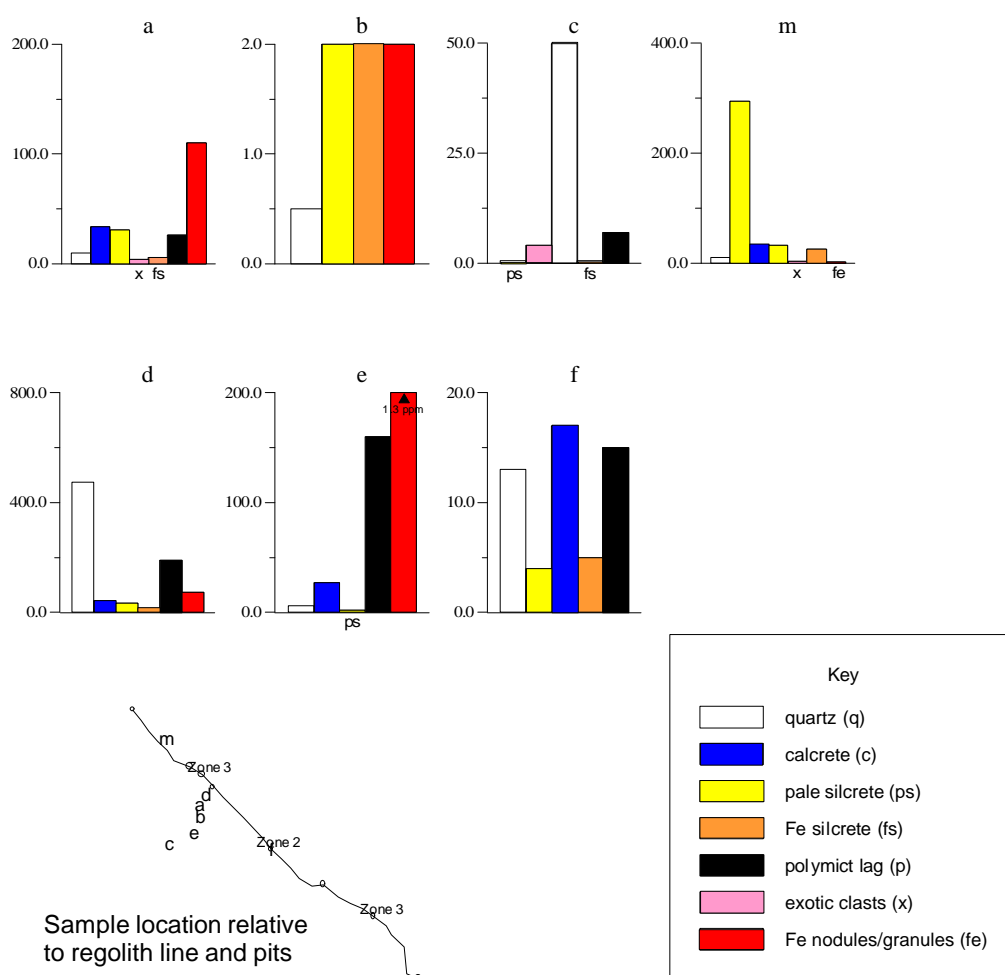 a
200.0
100.0
0.0
x fs
b
2.0
1.0
0.0
c
50.0
25.0
0.0
ps fs
m
400.0
200.0
0.0
x fe
d
800.0
400.0
0.0
e
200.0
100.0
0.0
1.3 ppm
ps
f
20.0
10.0
0.0
m
Zone 3
d
a
b
e
c
Zone 2
f
Zone 3
Sample location relative
to regolith line and pits
Key
quartz (q)
calcrete (c)
pale silcrete (ps)
Fe silcrete (fs)
polymict lag (p)
exotic clasts (x)
Fe nodules/granules (fe)